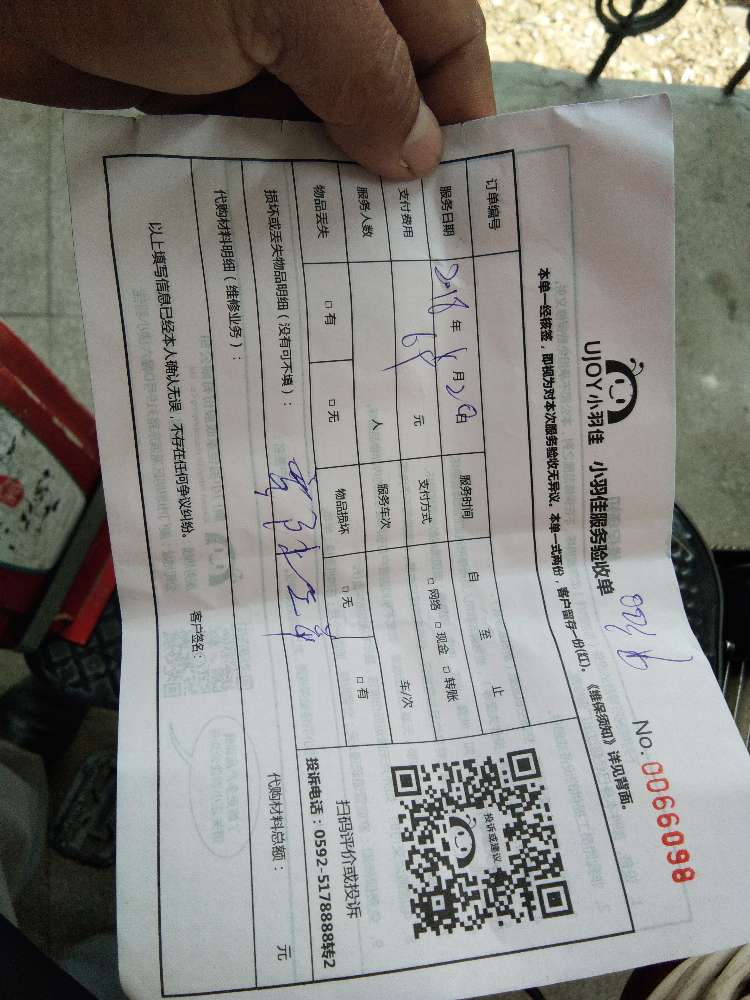 UJOY 小羽佳 小羽佳服务验收单 No.:0066098
本单一经核签，即视为对本次服务验收无异议。本单一式两份，客户留存一份(红)。《维保须知》详见背面。
订单编号
服务日期 2018 年 月 20 日 服务时间 自 至 止
支付费用 元 支付方式 □ 网络 □ 现金 □ 转账
服务人数 人 服务车次 车/次
物品丢失 □ 有 □ 无 物品损坏 □ 无 □ 有
投诉或建议
扫码评价或投诉
投诉电话：0592-5178888转2
损坏或丢失物品明细（没有可不填）：
代购材料明细（维修业务）： 代购材料总额： 元
以上填写信息已经本人确认无误，不存在任何争议纠纷。 客户签名：